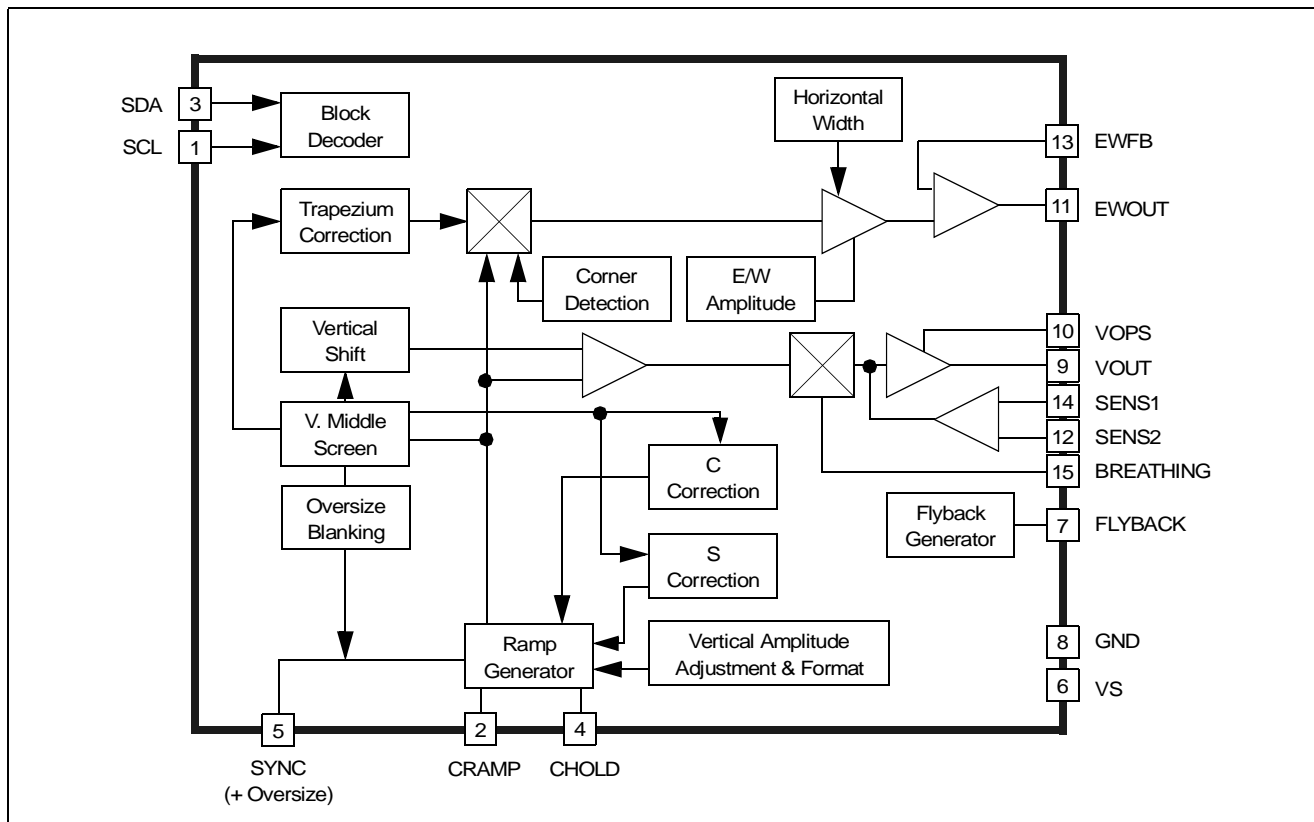 SDA
3
SCL
1
Block
Decoder
Horizontal
Width
13
EWFB
Trapezium
Correction
11
EWOUT
Corner
Detection
E/W
Amplitude
Vertical
Shift
10
VOPS
9
VOUT
14
SENS1
12
SENS2
15
BREATHING
V. Middle
Screen
C
Correction
Oversize
Blanking
Flyback
Generator
7
FLYBACK
S
Correction
Ramp
Generator
Vertical Amplitude
Adjustment & Format
8
GND
6
VS
5
2
4
SYNC
(+ Oversize)
CRAMP
CHOLD